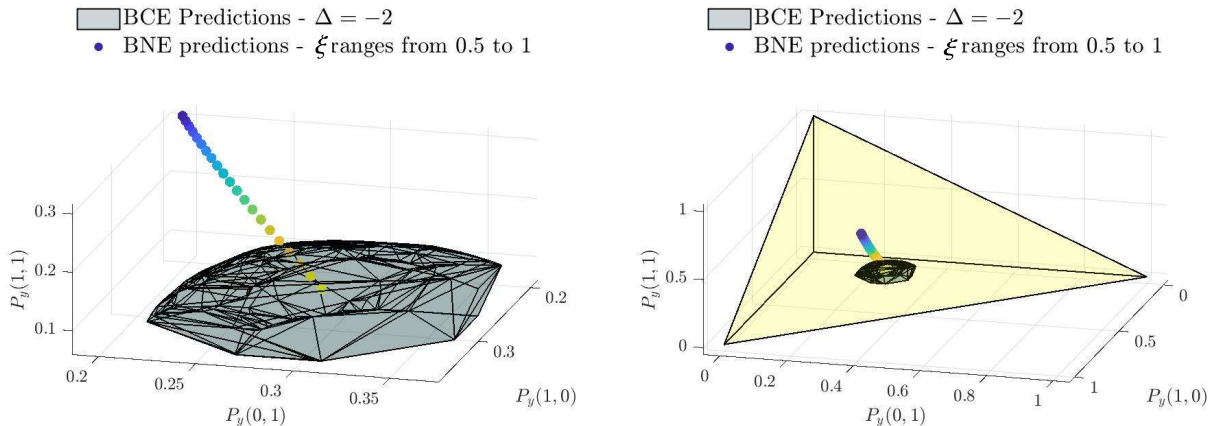 BCE Predictions - Δ = −2
BNE predictions - ξ ranges from 0.5 to 1
0.3
0.2
0.1
P_y(1,1)
0.2
0.25
0.3
0.35
P_y(0,1)
0.2
0.3
P_y(1,0)
BCE Predictions - Δ = −2
BNE predictions - ξ ranges from 0.5 to 1
1
0.5
0
P_y(1,1)
0
0.2
0.4
0.6
0.8
1
P_y(0,1)
0
0.5
1
P_y(1,0)